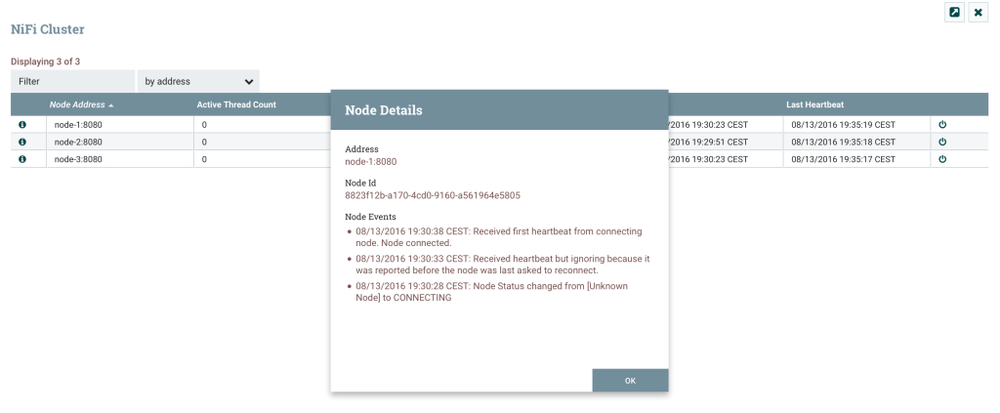 NiFi Cluster
Displaying 3 of 3
Filter by address
Node Address Active Thread Count Last Heartbeat
node-1:8080 0 /2016 19:30:23 CEST 08/13/2016 19:35:19 CEST
node-2:8080 0 /2016 19:29:51 CEST 08/13/2016 19:35:18 CEST
node-3:8080 0 /2016 19:30:23 CEST 08/13/2016 19:35:17 CEST
Node Details
Address
node-1:8080
Node Id
8823f12b-a170-4cd0-9160-a561964e5805
Node Events
• 08/13/2016 19:30:38 CEST: Received first heartbeat from connecting
node. Node connected.
• 08/13/2016 19:30:33 CEST: Received heartbeat but ignoring because it
was reported before the node was last asked to reconnect.
• 08/13/2016 19:30:28 CEST: Node Status changed from [Unknown
Node] to CONNECTING
OK